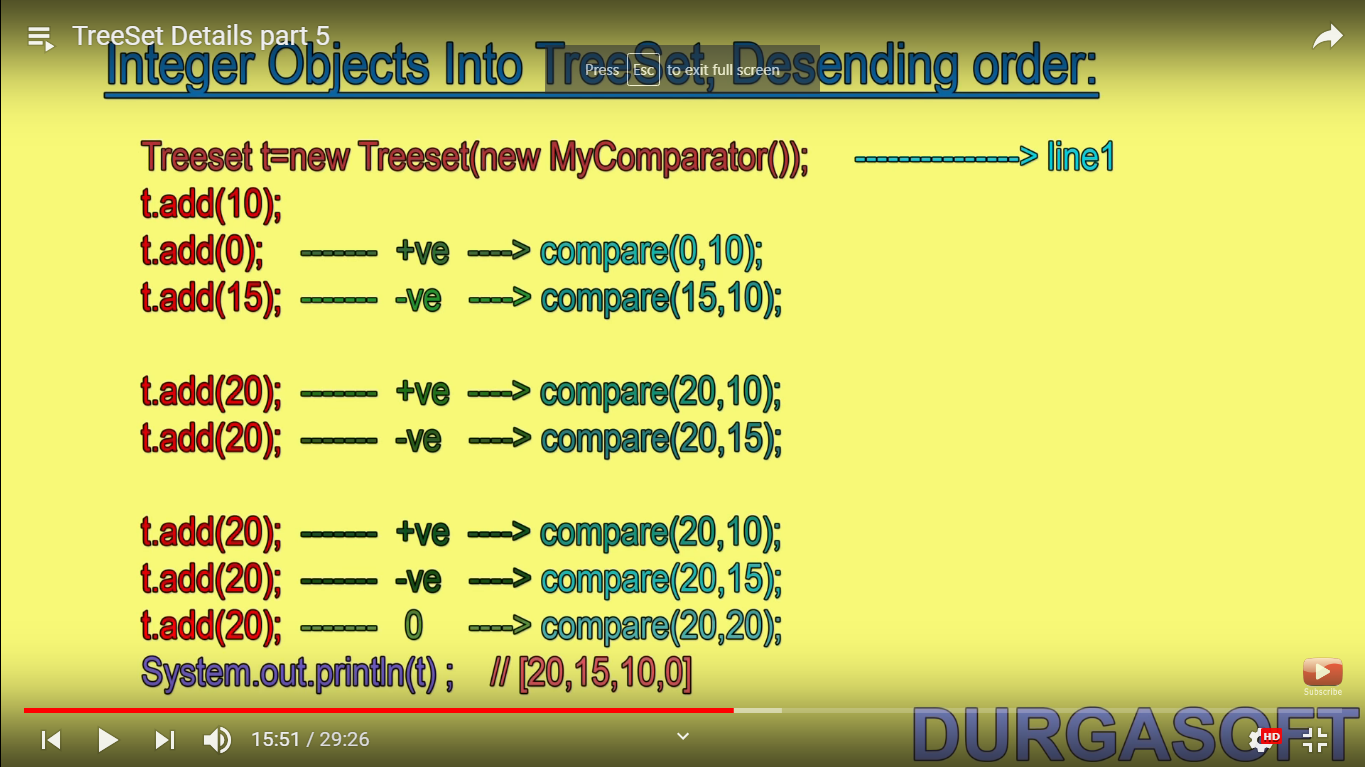 TreeSet Details part 5
Integer Objects Into TreeSet, Desending order:
Press Esc to exit full screen
Treeset t=new Treeset(new MyComparator()); ---------------> line1
t.add(10);
t.add(0); ------- +ve ----> compare(0,10);
t.add(15); ------- -ve ----> compare(15,10);
t.add(20); ------- +ve ----> compare(20,10);
t.add(20); ------- -ve ----> compare(20,15);
t.add(20); ------- +ve ----> compare(20,10);
t.add(20); ------- -ve ----> compare(20,15);
t.add(20); ------- 0 ----> compare(20,20);
System.out.println(t) ; // [20,15,10,0]
Subscribe
15:51 / 29:26
HD
DURGASOFT